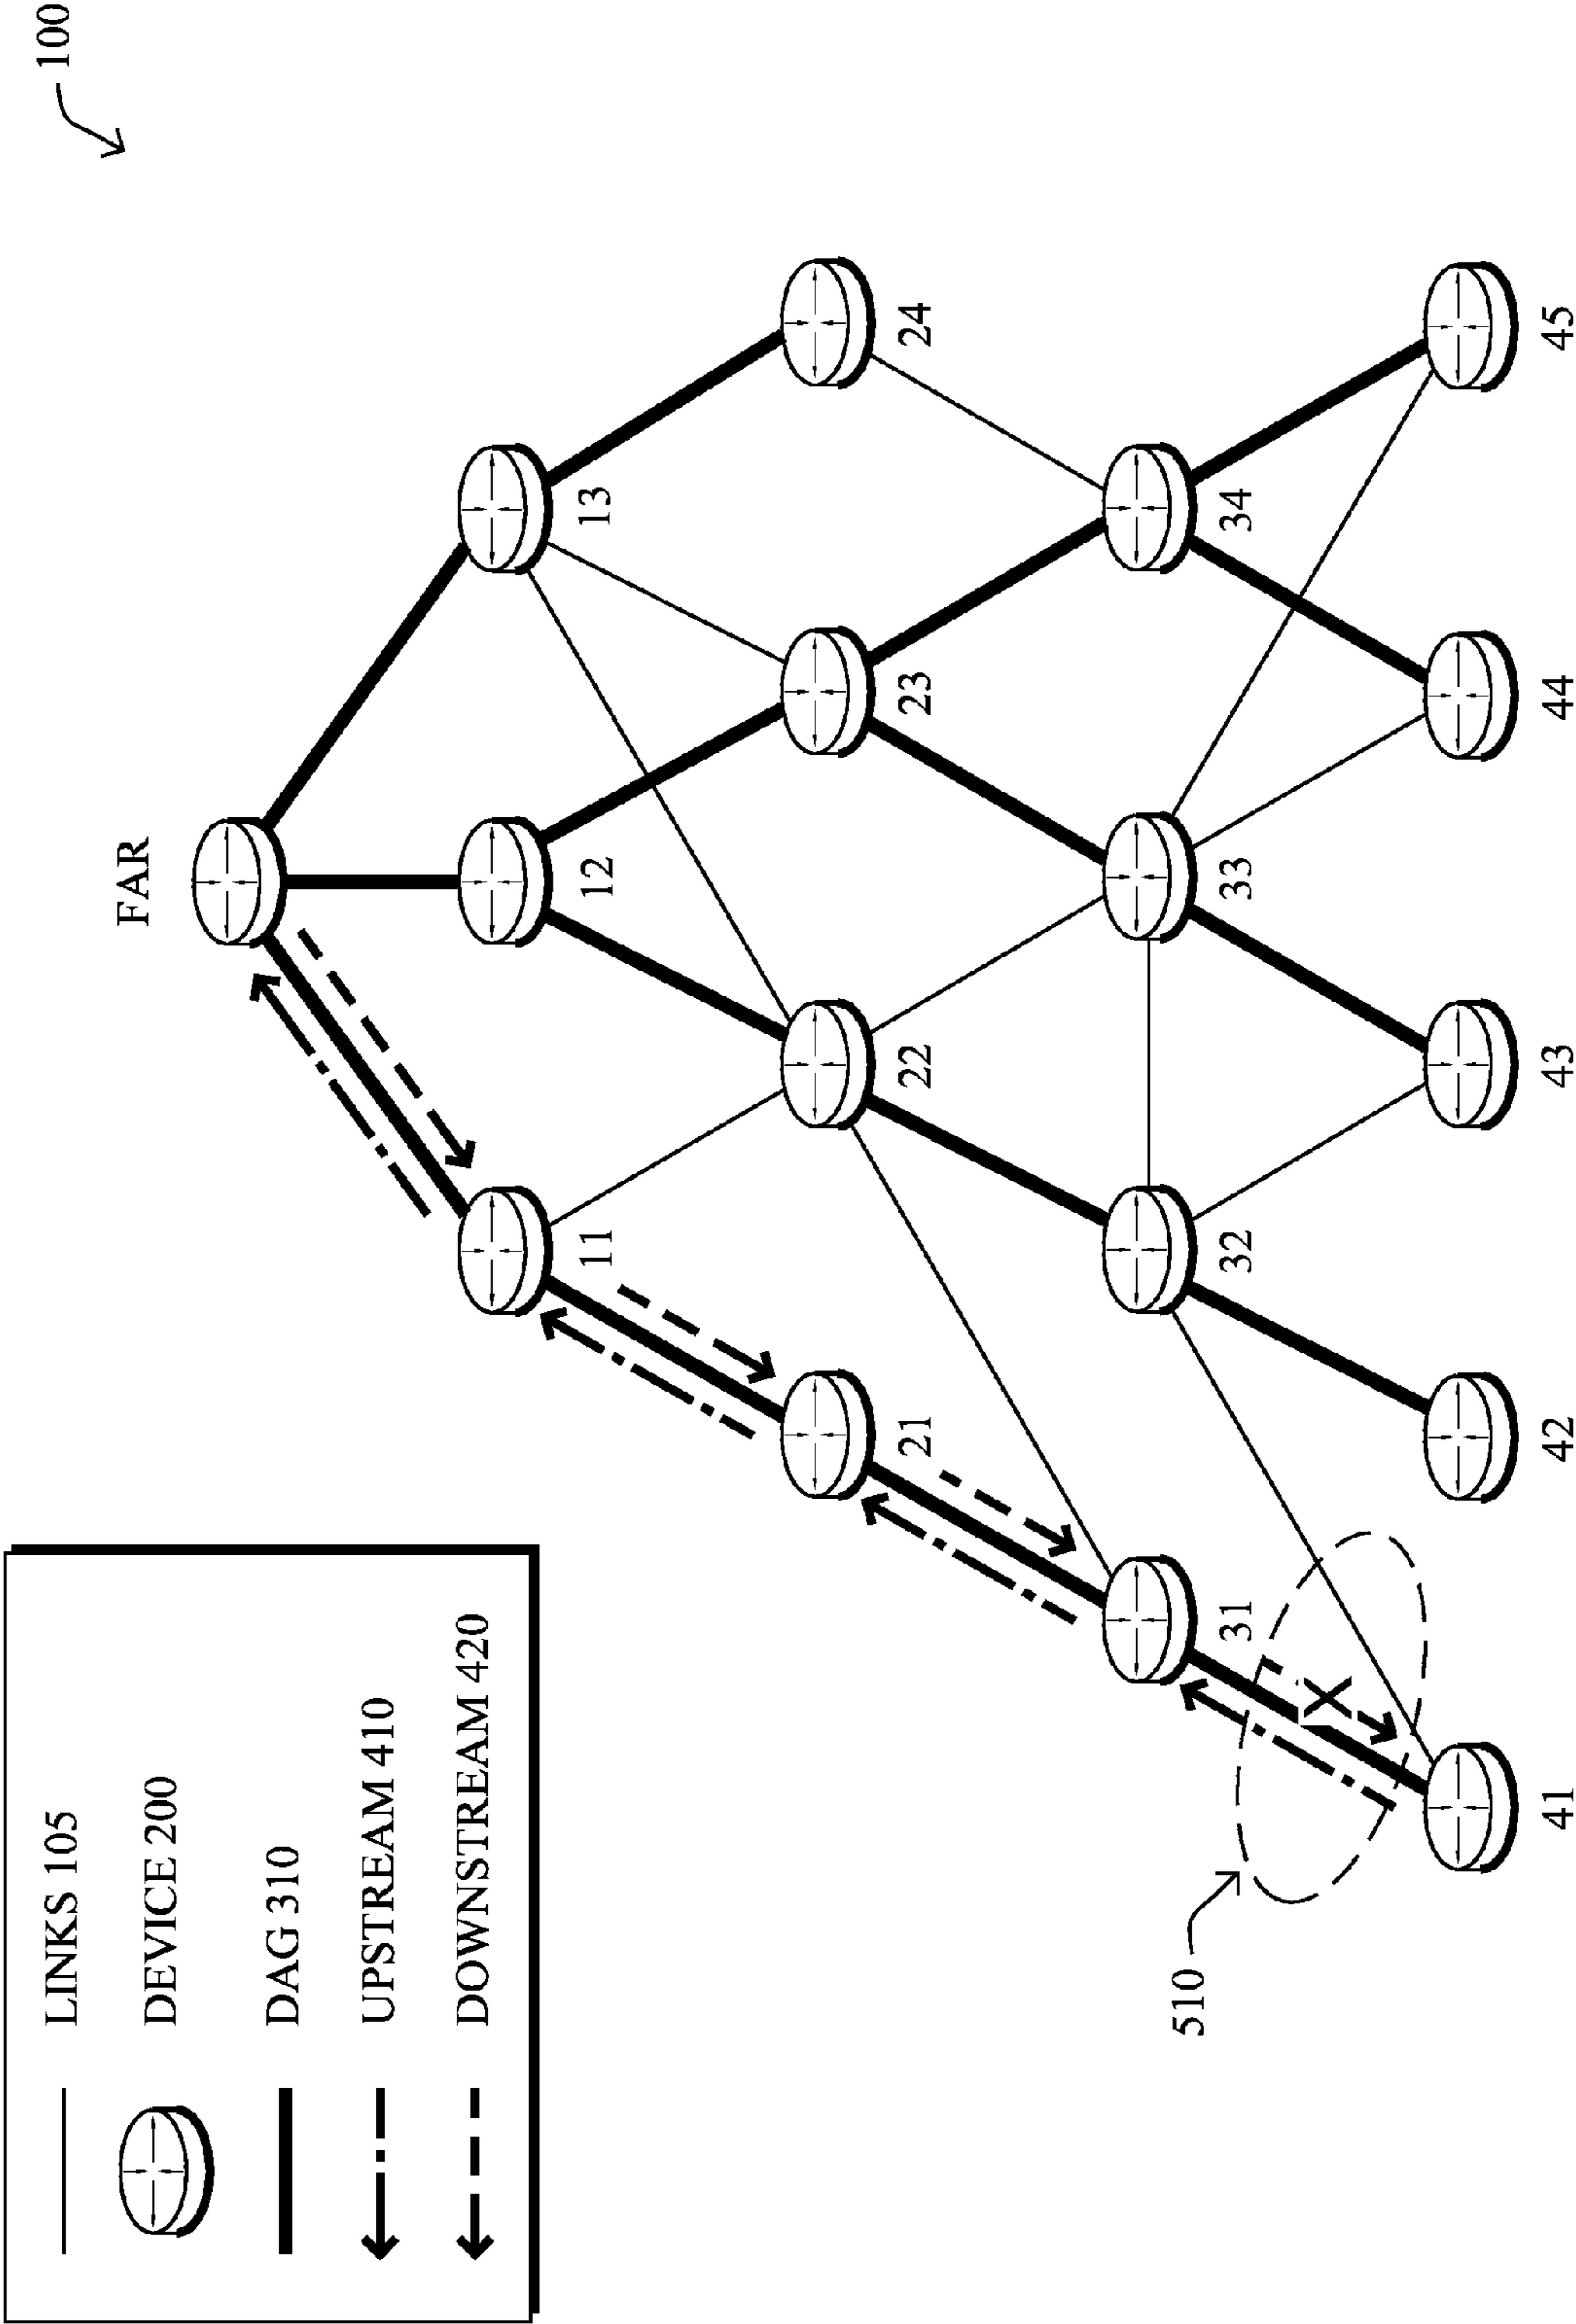 100
FAR
11
12
13
21
22
23
24
31
32
33
34
41
42
43
44
45
510
X
LINKS 105
DEVICE 200
DAG 310
UPSTREAM 410
DOWNSTREAM 420